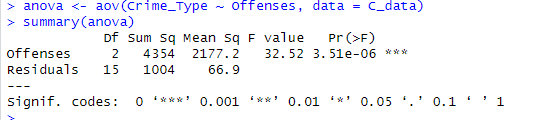 > anova <- aov(Crime_Type ~ Offenses, data = C_data)
> summary(anova)
            Df Sum Sq Mean Sq F value   Pr(>F)
Offenses     2   4354  2177.2   32.52 3.51e-06 ***
Residuals   15   1004    66.9
---
Signif. codes:  0 ‘***’ 0.001 ‘**’ 0.01 ‘*’ 0.05 ‘.’ 0.1 ‘ ’ 1
>